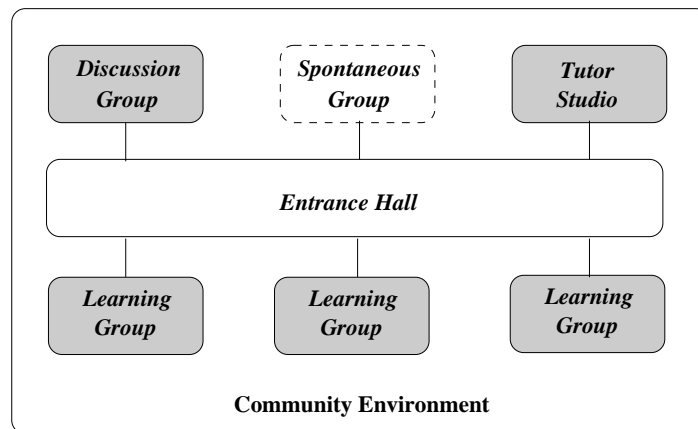 Discussion
Group
Spontaneous
Group
Tutor
Studio
Entrance Hall
Learning
Group
Learning
Group
Learning
Group
Community Environment